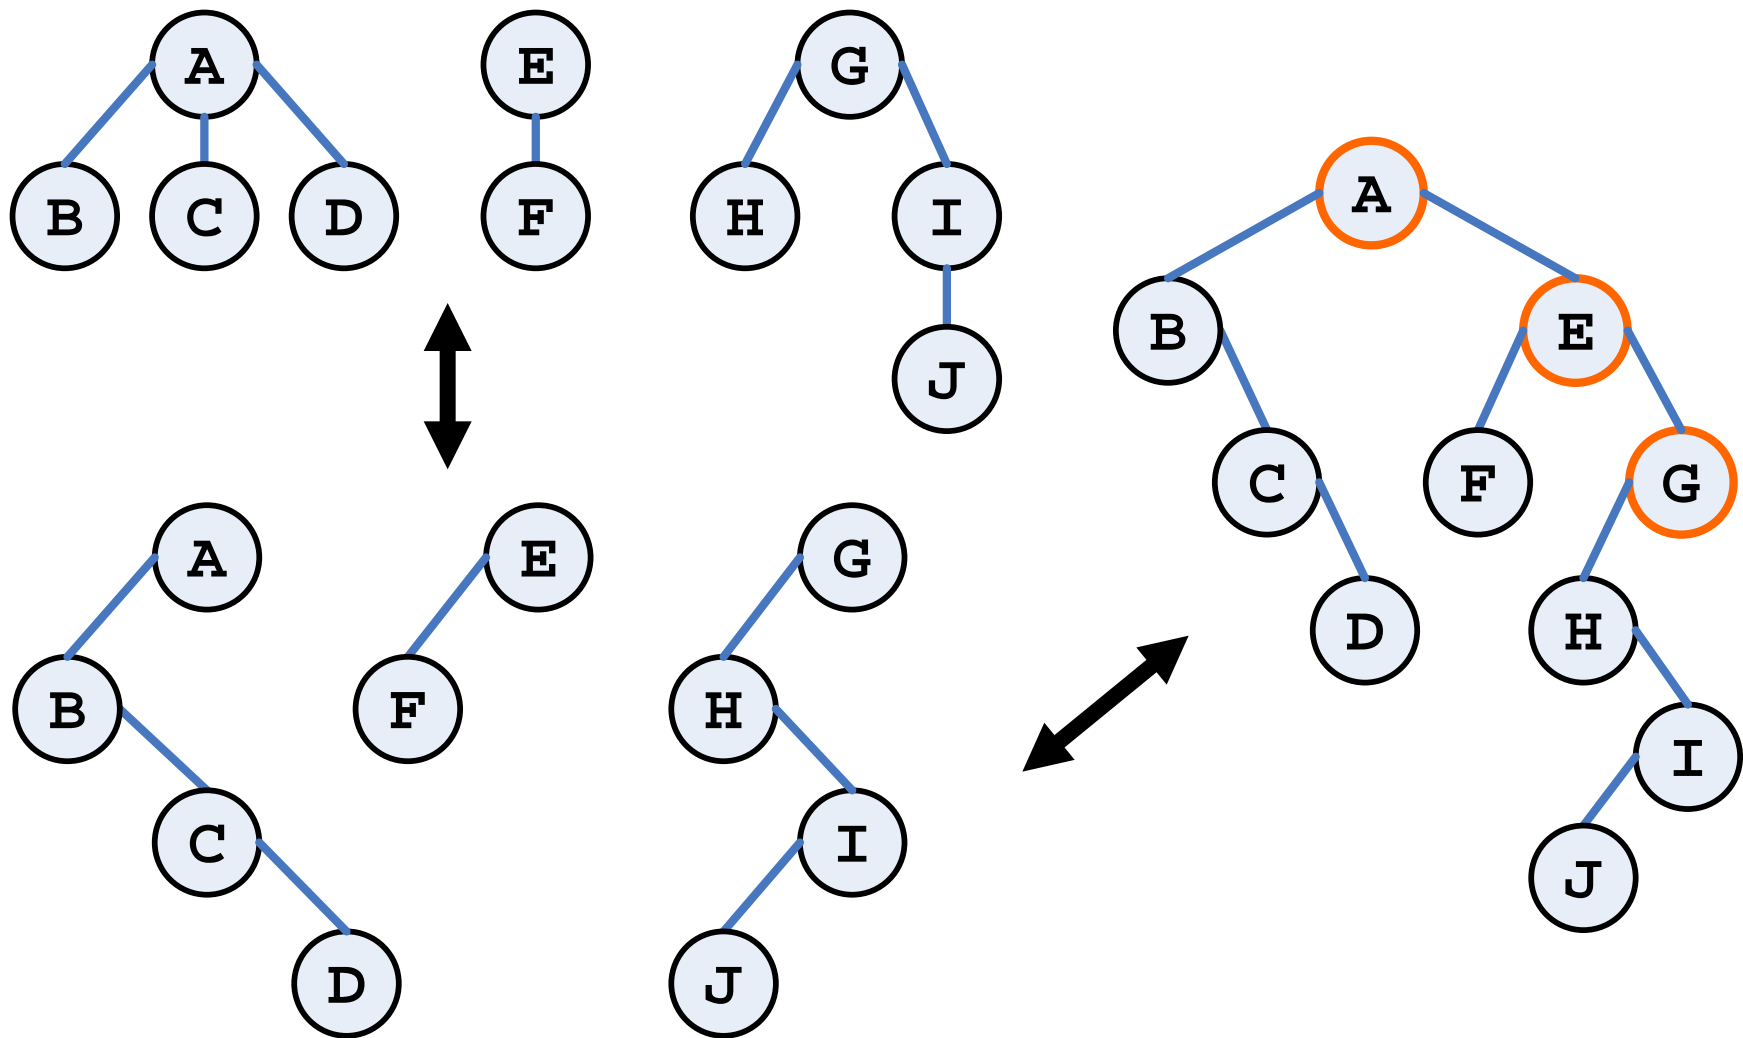 A E G
B C D F H I
J
A
B E
C F G
D H
I
J
A E G
B F H
C I
D J